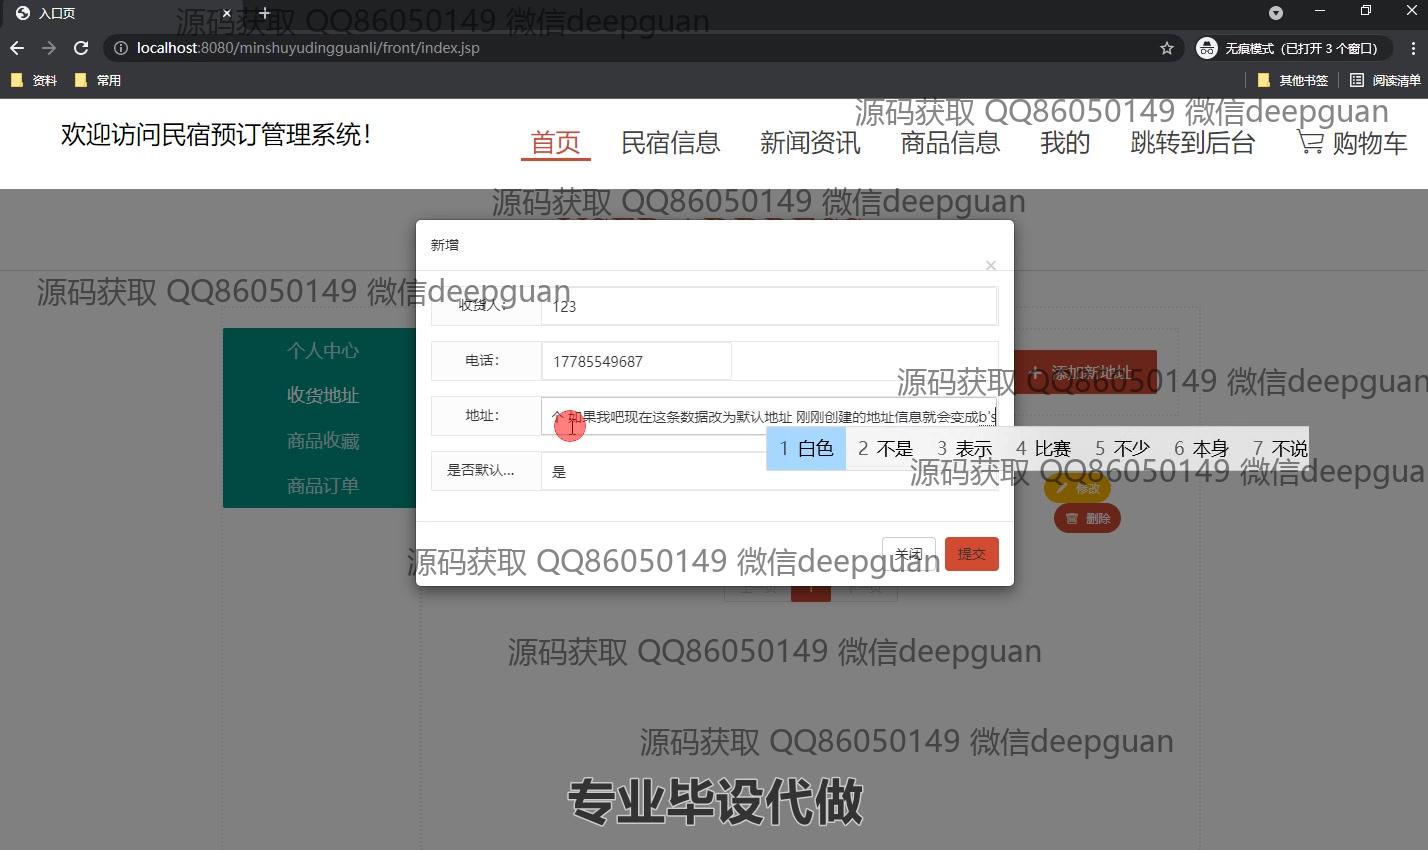 入口页
源码获取 QQ86050149 微信deepguan
localhost:8080/minshuyudingguanli/front/index.jsp
无痕模式（已打开 3 个窗口）
资料 常用 其他书签 阅读清单
源码获取 QQ86050149 微信deepguan
欢迎访问民宿预订管理系统！
首页 民宿信息 新闻资讯 商品信息 我的 跳转到后台 购物车
源码获取 QQ86050149 微信deepguan
新增
×
源码获取 QQ86050149 微信deepguan
收货人： 123
个人中心
电话： 17785549687
添加新地址
源码获取 QQ86050149 微信deepguan
收货地址
地址： 个 如果我吧现在这条数据改为默认地址 刚刚创建的地址信息就会变成b's
商品收藏
1 白色 2 不是 3 表示 4 比赛 5 不少 6 本身 7 不说
是否默认... 是
源码获取 QQ86050149 微信deepgua
商品订单
修改
删除
关闭 提交
源码获取 QQ86050149 微信deepguan
上一页 1 下一页
源码获取 QQ86050149 微信deepguan
源码获取 QQ86050149 微信deepguan
专业毕设代做